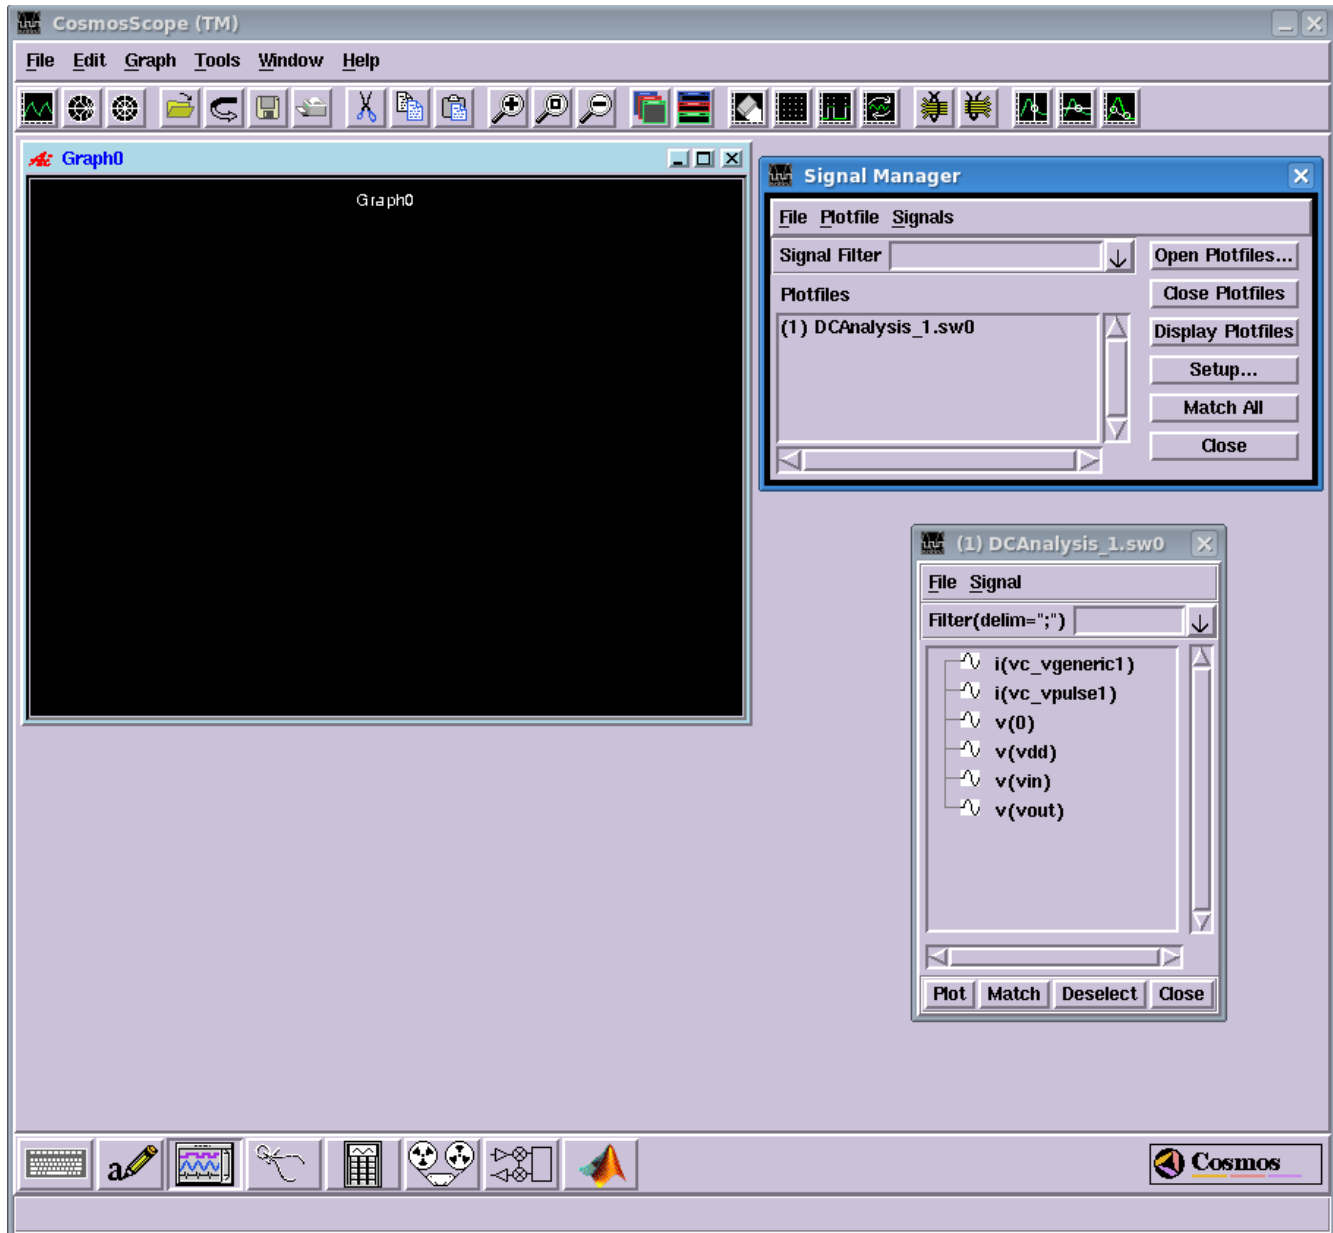 CosmosScope (TM)
File Edit Graph Tools Window Help
Graph0
Graph0
Signal Manager
File Plotfile Signals
Signal Filter
Open Plotfiles...
Plotfiles
Close Plotfiles
(1) DCAnalysis_1.sw0
Display Plotfiles
Setup...
Match All
Close
(1) DCAnalysis_1.sw0
File Signal
Filter(delim=";")
i(vc_vgeneric1)
i(vc_vpulse1)
v(0)
v(vdd)
v(vin)
v(vout)
Plot Match Deselect Close
a
Cosmos